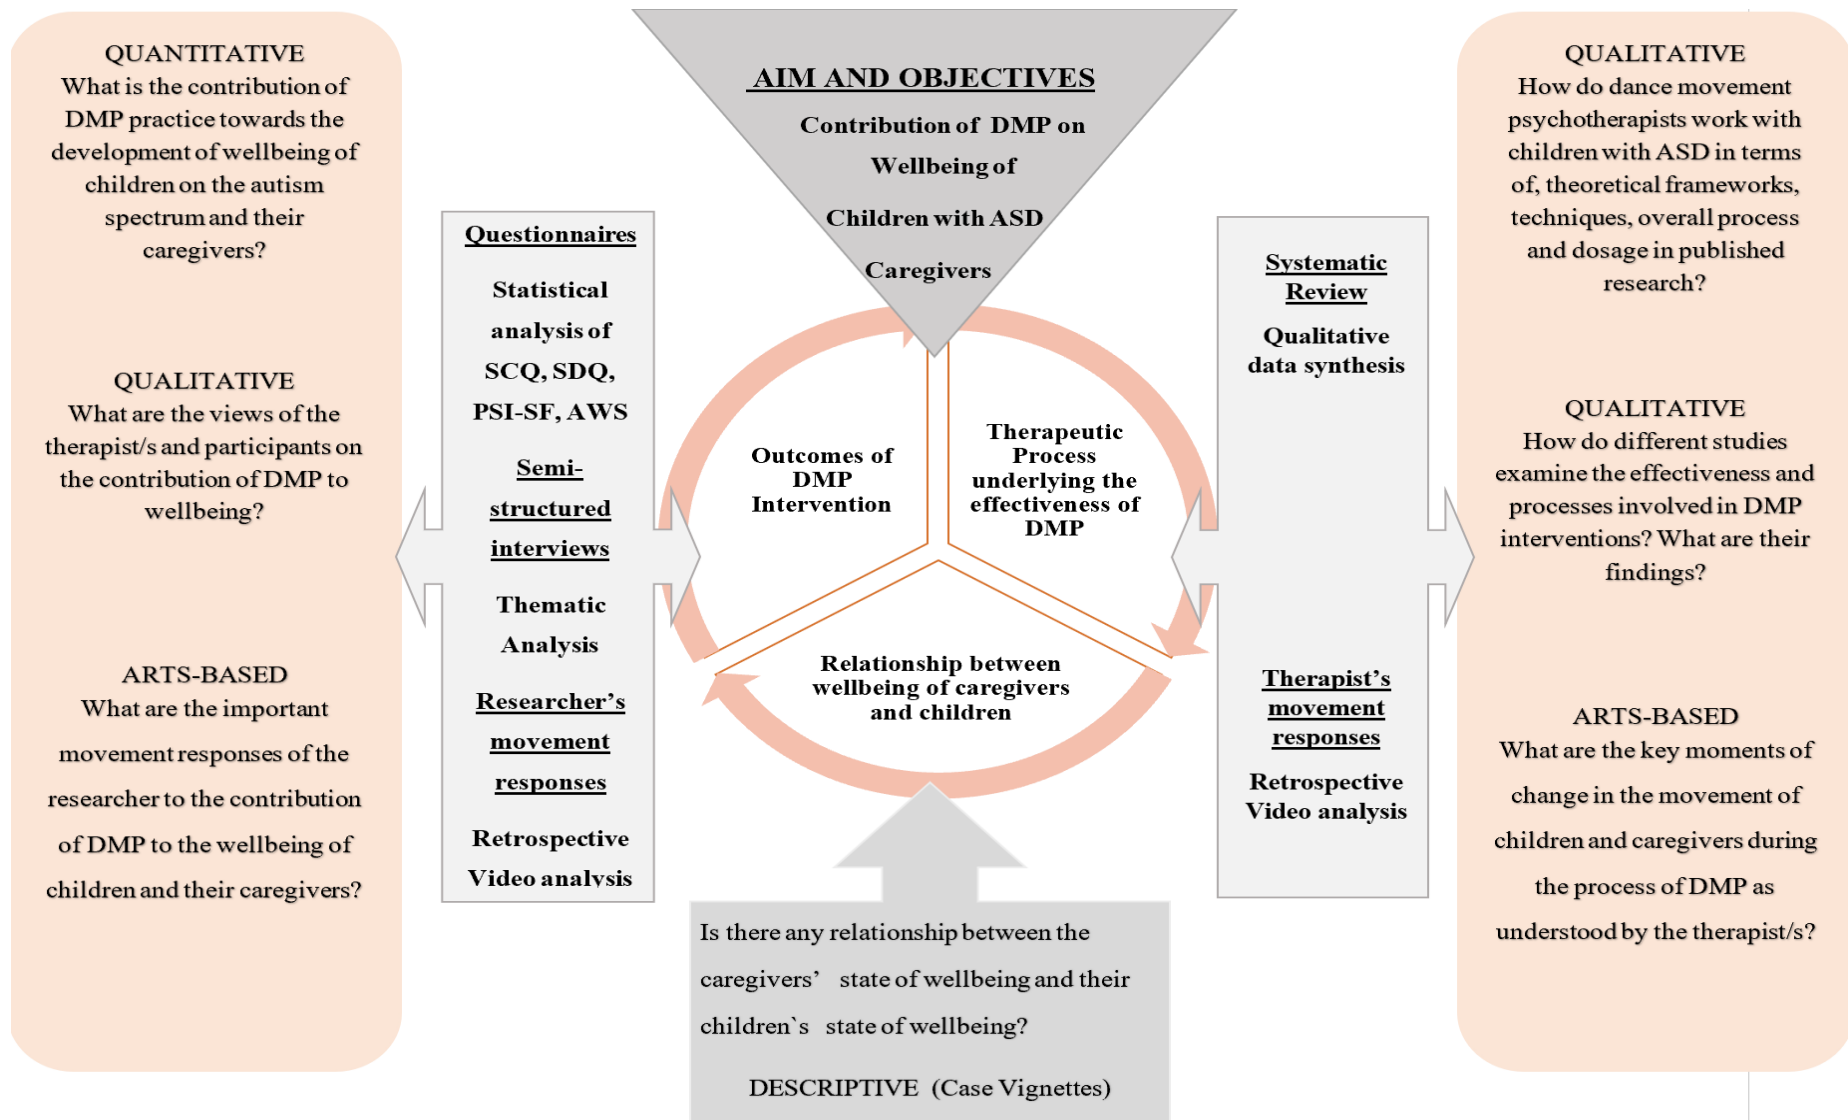 QUANTITATIVE
What is the contribution of
DMP practice towards the
development of wellbeing of
children on the autism
spectrum and their
caregivers?
QUALITATIVE
What are the views of the
therapist/s and participants on
the contribution of DMP to
wellbeing?
ARTS-BASED
What are the important
movement responses of the
researcher to the contribution
of DMP to the wellbeing of
children and their caregivers?
Questionnaires
Statistical
analysis of
SCQ, SDQ,
PSI-SF, AWS
Semi-
structured
interviews
Thematic
Analysis
Researcher’s
movement
responses
Retrospective
Video analysis
AIM AND OBJECTIVES
Contribution of DMP on
Wellbeing of
Children with ASD
Caregivers
Outcomes of
DMP
Intervention
Therapeutic
Process
underlying the
effectiveness of
DMP
Relationship between
wellbeing of caregivers
and children
Is there any relationship between the
caregivers’ state of wellbeing and their
children`s state of wellbeing?
DESCRIPTIVE (Case Vignettes)
Systematic
Review
Qualitative
data synthesis
Therapist’s
movement
responses
Retrospective
Video analysis
QUALITATIVE
How do dance movement
psychotherapists work with
children with ASD in terms
of, theoretical frameworks,
techniques, overall process
and dosage in published
research?
QUALITATIVE
How do different studies
examine the effectiveness and
processes involved in DMP
interventions? What are their
findings?
ARTS-BASED
What are the key moments of
change in the movement of
children and caregivers during
the process of DMP as
understood by the therapist/s?